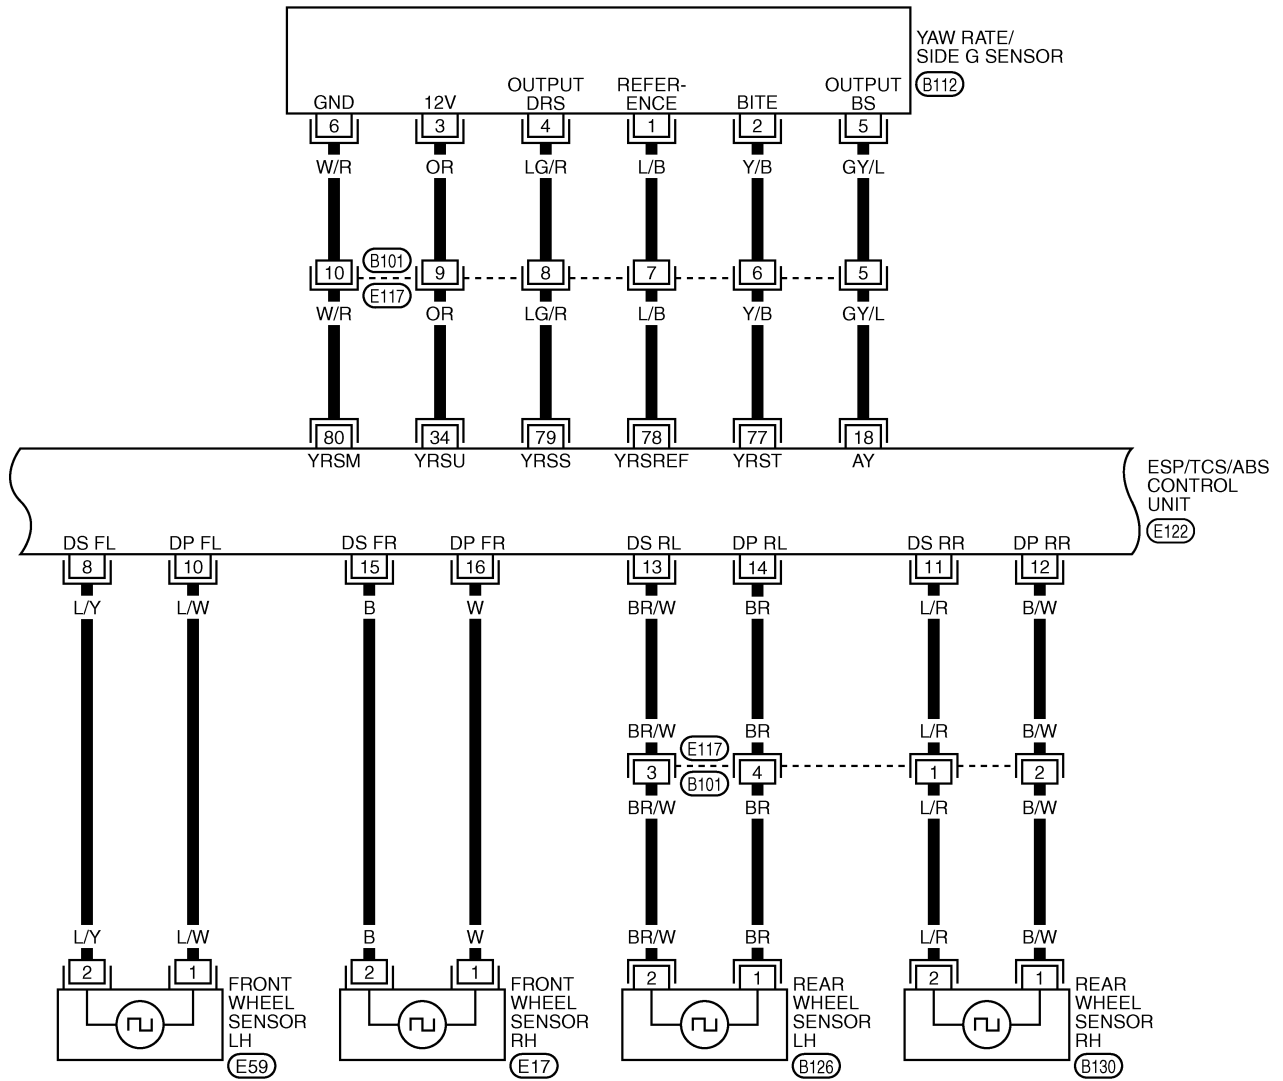 YAW RATE/
SIDE G SENSOR
B112
OUTPUT REFER- OUTPUT
GND 12V DRS ENCE BITE BS
6 3 4 1 2 5
W/R OR LG/R L/B Y/B GY/L
B101
10 9 8 7 6 5
E117
W/R OR LG/R L/B Y/B GY/L
80 34 79 78 77 18
YRSM YRSU YRSS YRSREF YRST AY
ESP/TCS/ABS
CONTROL
UNIT
E122
DS FL DP FL DS FR DP FR DS RL DP RL DS RR DP RR
8 10 15 16 13 14 11 12
L/Y L/W B W BR/W BR L/R B/W
BR/W BR L/R B/W
E117
3 4 1 2
B101
BR/W BR L/R B/W
L/Y L/W B W BR/W BR L/R B/W
2 1 2 1 2 1 2 1
FRONT
WHEEL
SENSOR
LH
E59
FRONT
WHEEL
SENSOR
RH
E17
REAR
WHEEL
SENSOR
LH
B126
REAR
WHEEL
SENSOR
RH
B130